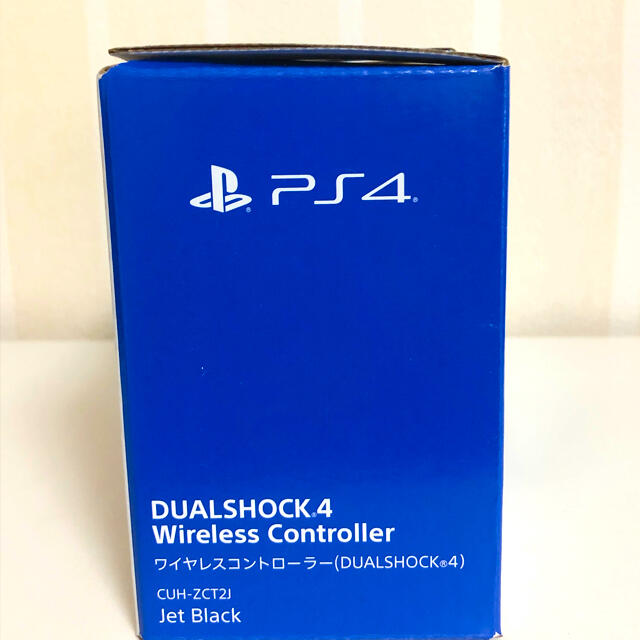 PS4®
DUALSHOCK®4
Wireless Controller
ワイヤレスコントローラー(DUALSHOCK®4)
CUH-ZCT2J
Jet Black